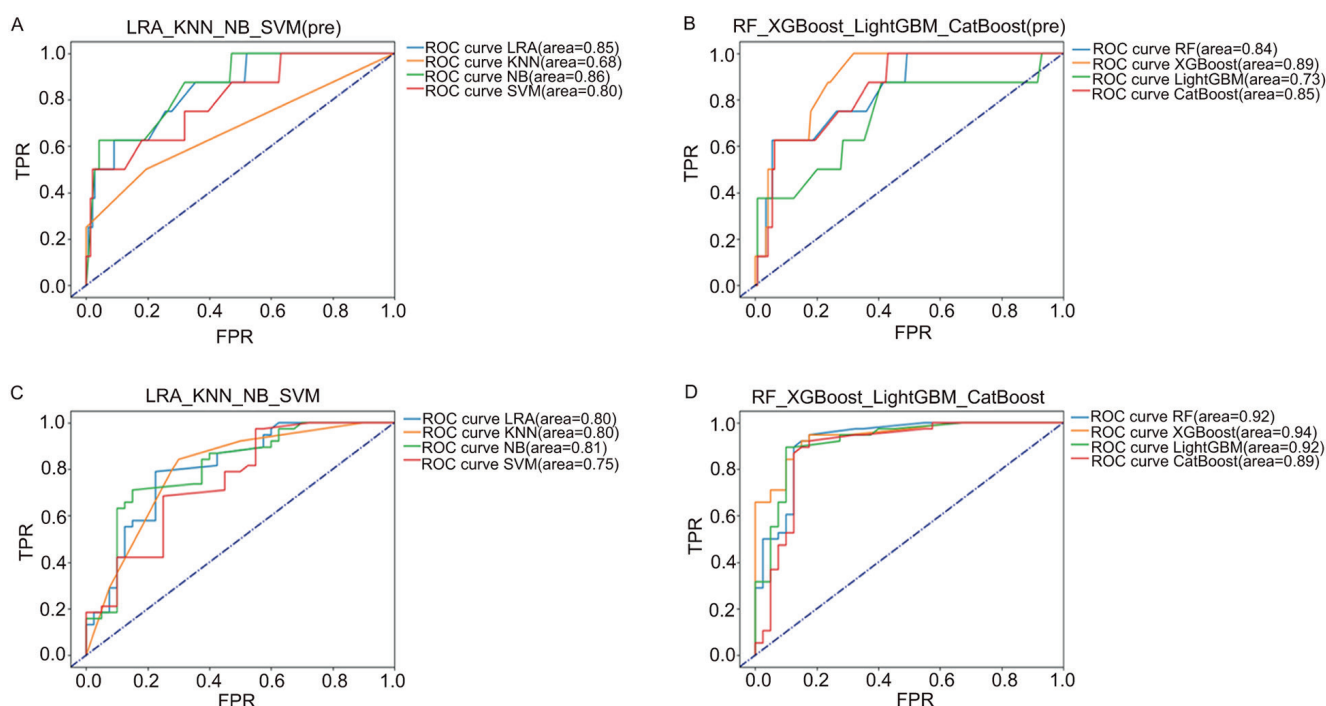 A
LRA_KNN_NB_SVM(pre)
1.0
0.8
0.6
0.4
0.2
0.0
TPR
0.0 0.2 0.4 0.6 0.8 1.0
FPR
ROC curve LRA(area=0.85)
ROC curve KNN(area=0.68)
ROC curve NB(area=0.86)
ROC curve SVM(area=0.80)
B
RF_XGBoost_LightGBM_CatBoost(pre)
1.0
0.8
0.6
0.4
0.2
0.0
TPR
0.0 0.2 0.4 0.6 0.8 1.0
FPR
ROC curve RF(area=0.84)
ROC curve XGBoost(area=0.89)
ROC curve LightGBM(area=0.73)
ROC curve CatBoost(area=0.85)
C
LRA_KNN_NB_SVM
1.0
0.8
0.6
0.4
0.2
0.0
TPR
0.0 0.2 0.4 0.6 0.8 1.0
FPR
ROC curve LRA(area=0.80)
ROC curve KNN(area=0.80)
ROC curve NB(area=0.81)
ROC curve SVM(area=0.75)
D
RF_XGBoost_LightGBM_CatBoost
1.0
0.8
0.6
0.4
0.2
0.0
TPR
0.0 0.2 0.4 0.6 0.8 1.0
FPR
ROC curve RF(area=0.92)
ROC curve XGBoost(area=0.94)
ROC curve LightGBM(area=0.92)
ROC curve CatBoost(area=0.89)